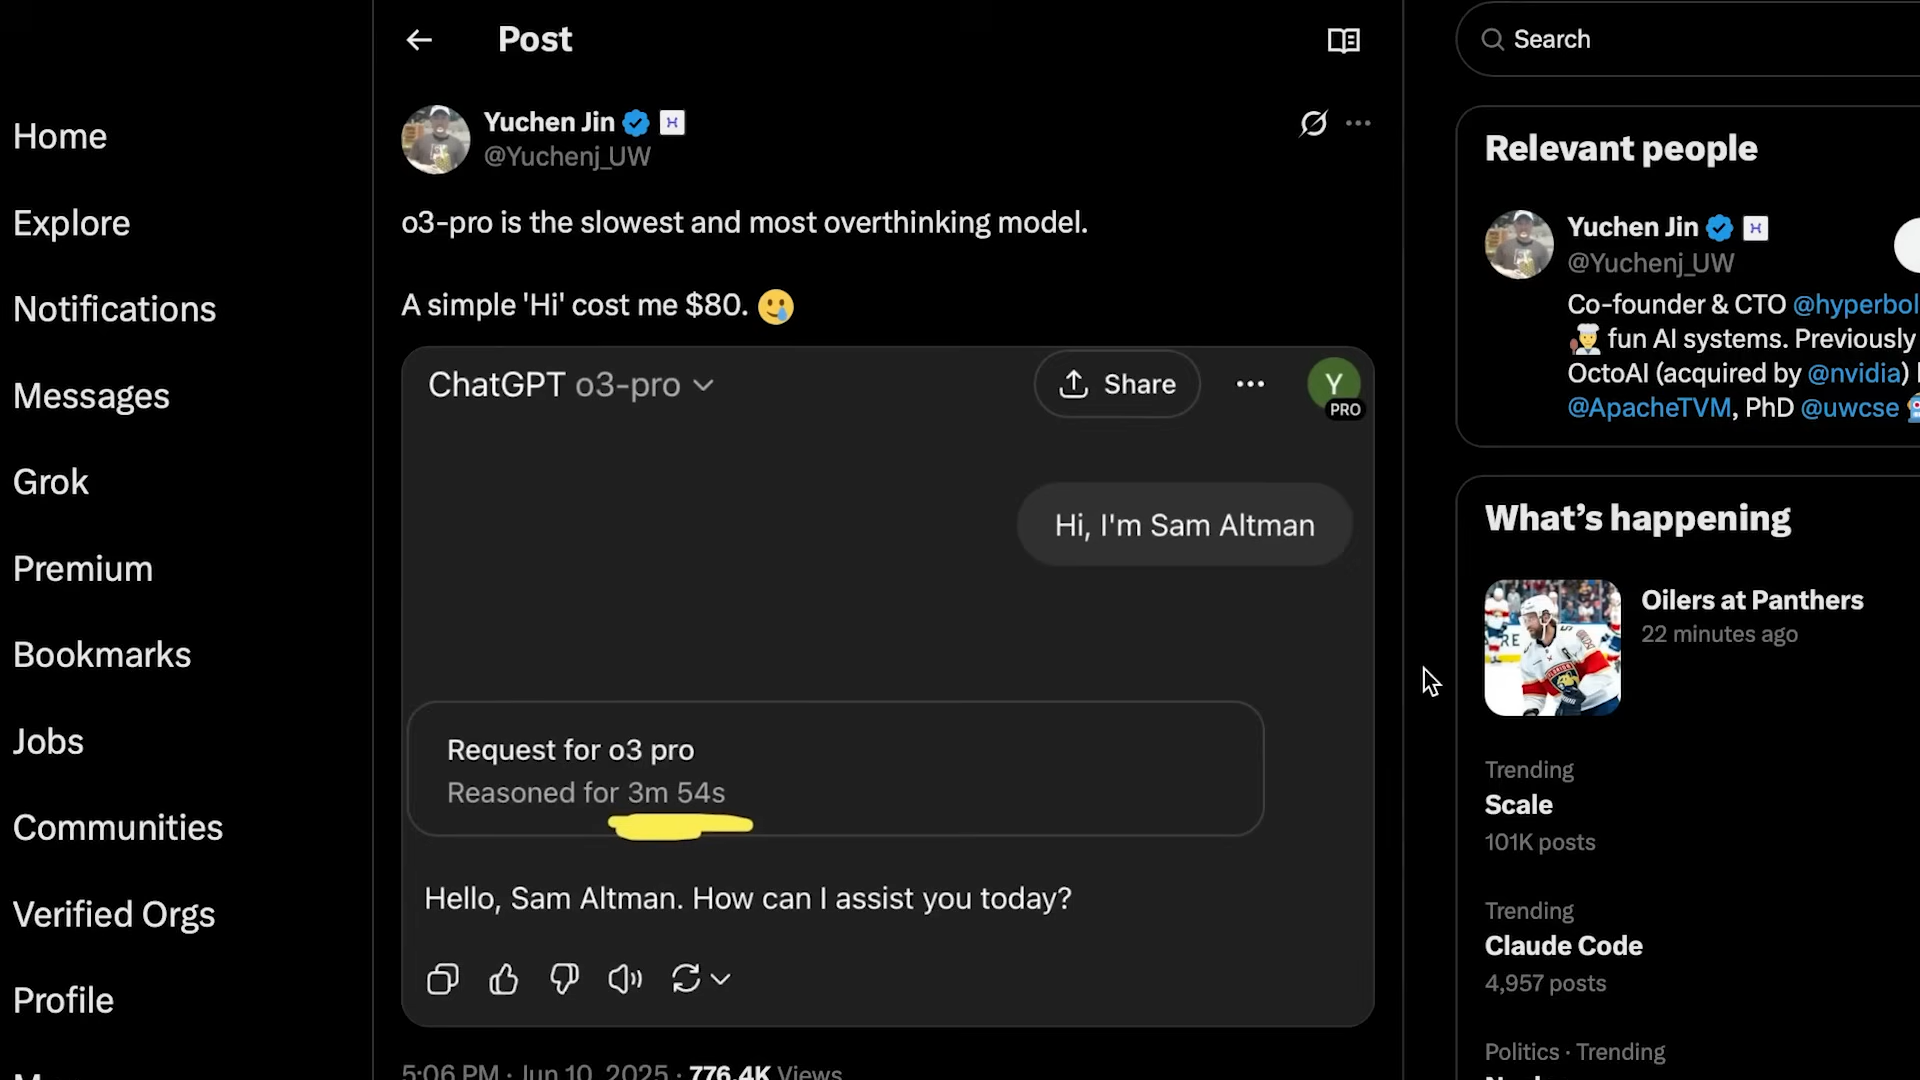 Home
Explore
Notifications
Messages
Grok
Premium
Bookmarks
Jobs
Communities
Verified Orgs
Profile
Post
Yuchen Jin
@Yuchenj_UW
o3-pro is the slowest and most overthinking model.
A simple 'Hi' cost me $80.
ChatGPT o3-pro
Share
Y
PRO
Hi, I'm Sam Altman
Request for o3 pro
Reasoned for 3m 54s
Hello, Sam Altman. How can I assist you today?
5:06 PM · Jun 10, 2025 · 776.4K Views
Search
Relevant people
Yuchen Jin
@Yuchenj_UW
Co-founder & CTO @hyperbol
fun AI systems. Previously
OctoAI (acquired by @nvidia)
@ApacheTVM, PhD @uwcse
What's happening
Oilers at Panthers
22 minutes ago
Trending
Scale
101K posts
Trending
Claude Code
4,957 posts
Politics · Trending